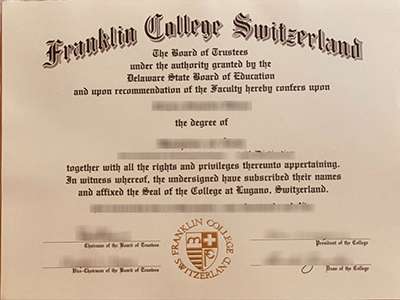 Franklin College Switzerland
The Board of Trustees
under the authority granted by the
Delaware State Board of Education
and upon recommendation of the Faculty hereby confers upon
the degree of
together with all the rights and privileges thereunto appertaining.
In witness whereof, the undersigned have subscribed their names
and affixed the Seal of the College at Lugano, Switzerland.
FRANKLIN COLLEGE
SWITZERLAND
Chairman of the Board of Trustees
President of the College
Vice-Chairman of the Board of Trustees
Dean of the College